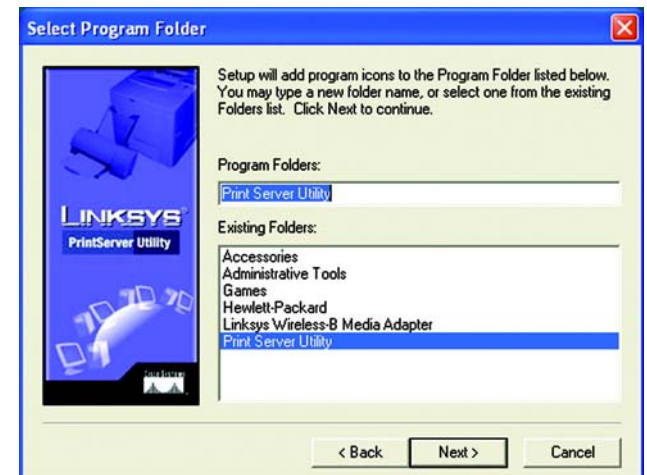 Select Program Folder
Setup will add program icons to the Program Folder listed below.
You may type a new folder name, or select one from the existing
Folders list. Click Next to continue.
Program Folders:
Print Server Utility
Existing Folders:
Accessories
Administrative Tools
Games
Hewlett-Packard
Linksys Wireless-B Media Adapter
Print Server Utility
LINKSYS®
PrintServer Utility
Cisco Systems
< Back
Next >
Cancel